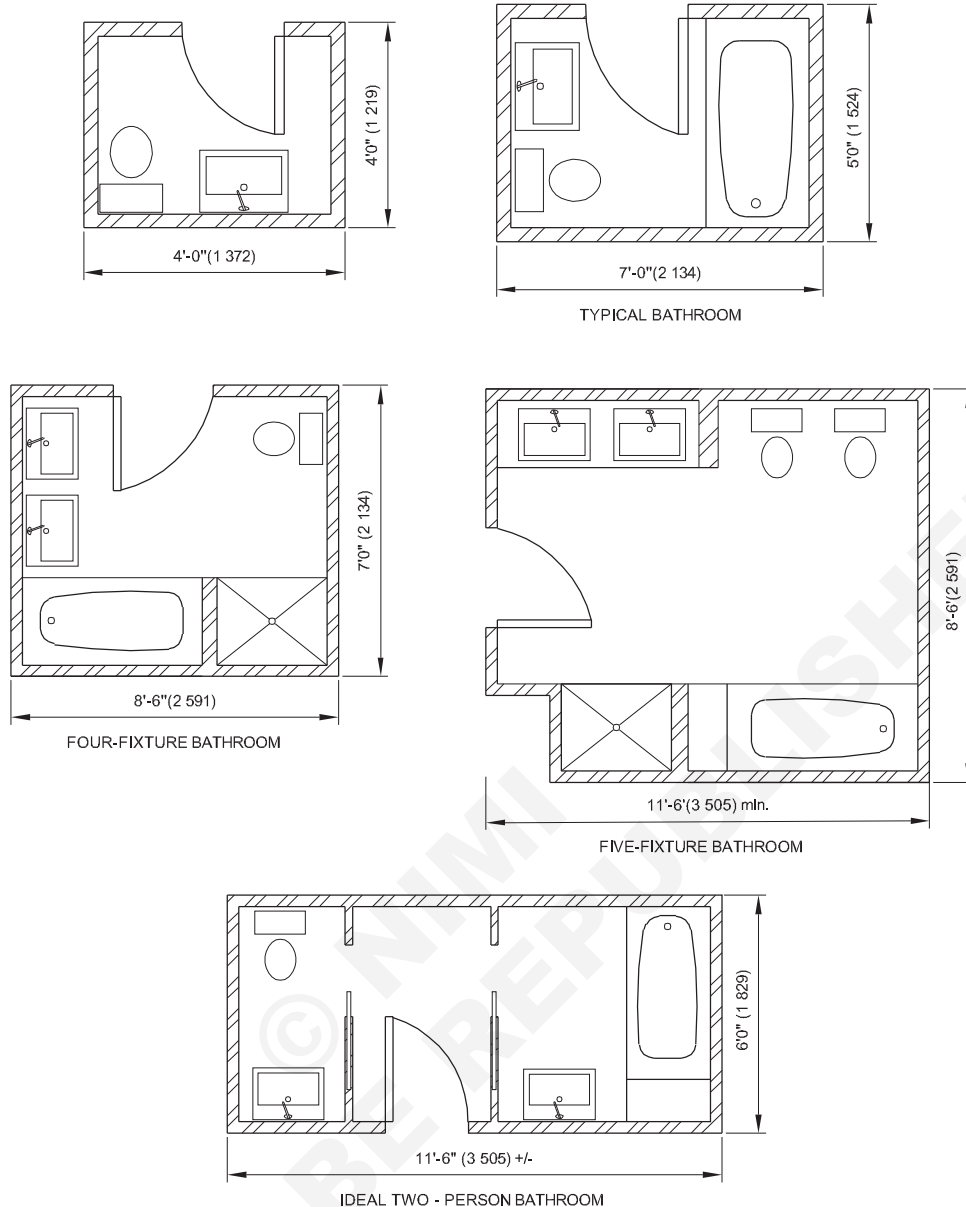 4'0" (1 219)
4'-0"(1 372)
5'0" (1 524)
7'-0"(2 134)
TYPICAL BATHROOM
7'0" (2 134)
8'-6"(2 591)
FOUR-FIXTURE BATHROOM
8'-6'(2 591)
11'-6'(3 505) min.
FIVE-FIXTURE BATHROOM
6'0" (1 829)
11'-6" (3 505) +/-
IDEAL TWO - PERSON BATHROOM
© NIMI
BE REPUBLISHE